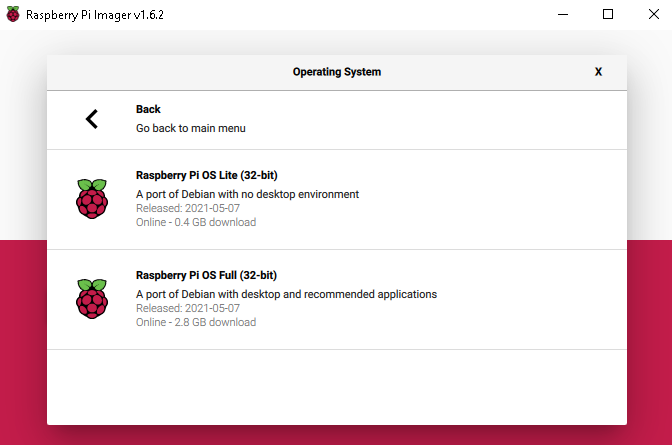 Raspberry Pi Imager v1.6.2
Operating System
X
Back
Go back to main menu
Raspberry Pi OS Lite (32-bit)
A port of Debian with no desktop environment
Released: 2021-05-07
Online - 0.4 GB download
Raspberry Pi OS Full (32-bit)
A port of Debian with desktop and recommended applications
Released: 2021-05-07
Online - 2.8 GB download